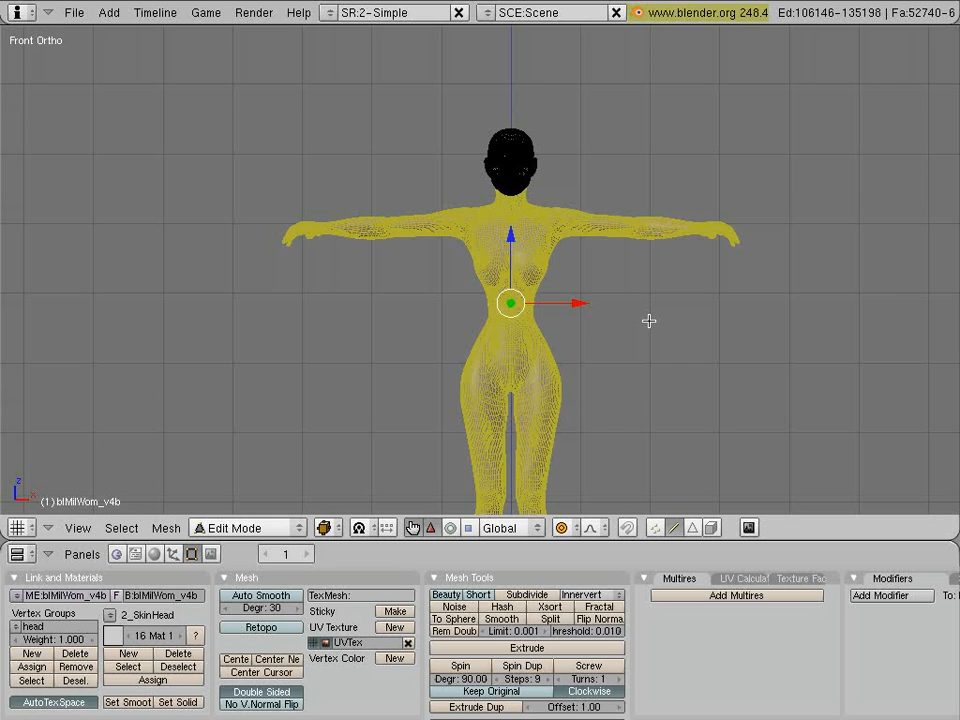 File Add Timeline Game Render Help SR:2-Simple SCE:Scene www.blender.org 248.4 Ed:106146-135198 | Fa:52740-6
Front Ortho
z
x
(1) blMilWom_v4b
View Select Mesh Edit Mode Global
Panels 1
Link and Materials Mesh Mesh Tools Multires UV Calculat Texture Fac Modifiers
ME:blMilWom_v4b F B:blMilWom_v4b Auto Smooth TexMesh: Beauty Short Subdivide Innervert Add Multires Add Modifier To:
Vertex Groups 2_SkinHead Degr: 30 Sticky Make Noise Hash Xsort Fractal
head 16 Mat 1 ? Retopo UV Texture New To Sphere Smooth Split Flip Norma
Weight: 1.000 UVTex Rem Doub Limit: 0.001 hreshold: 0.010
New Delete New Delete Cente Center Ne Vertex Color New Extrude
Assign Remove Select Deselect Center Cursor Spin Spin Dup Screw
Select Desel. Assign Degr: 90.00 Steps: 9 Turns: 1
Double Sided Keep Original Clockwise
AutoTexSpace Set Smoot Set Solid No V.Normal Flip Extrude Dup Offset: 1.00